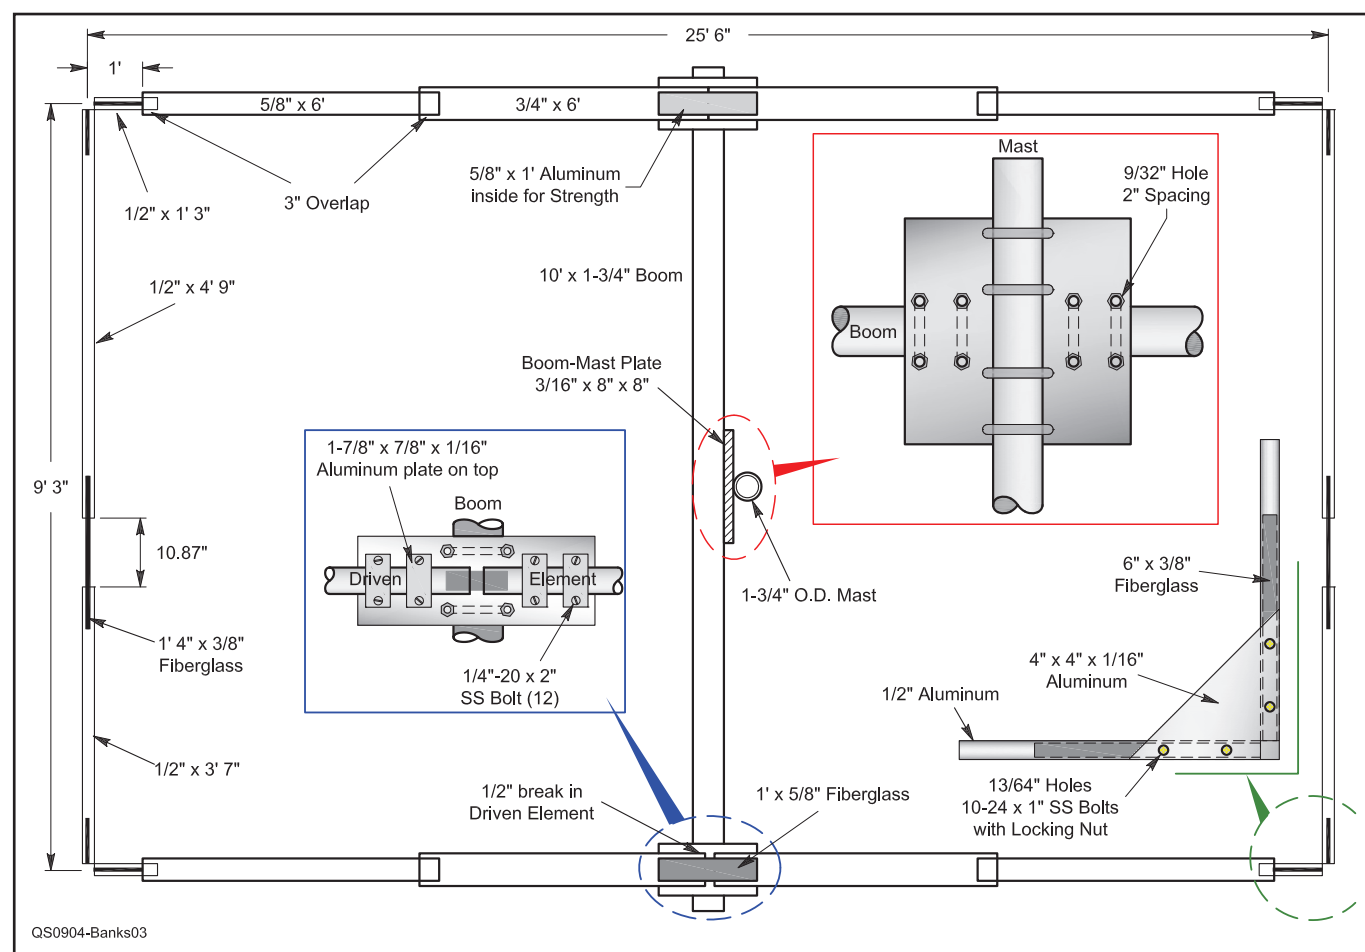 25' 6"
1'
5/8" x 6'
3/4" x 6'
5/8" x 1' Aluminum
inside for Strength
3" Overlap
1/2" x 1' 3"
1/2" x 4' 9"
10' x 1-3/4" Boom
Mast
9/32" Hole
2" Spacing
Boom
Boom-Mast Plate
3/16" x 8" x 8"
1-7/8" x 7/8" x 1/16"
Aluminum plate on top
Boom
Driven
Element
1/4"-20 x 2"
SS Bolt (12)
9' 3"
10.87"
1' 4" x 3/8"
Fiberglass
1-3/4" O.D. Mast
6" x 3/8"
Fiberglass
4" x 4" x 1/16"
Aluminum
1/2" Aluminum
1/2" x 3' 7"
1/2" break in
Driven Element
1' x 5/8" Fiberglass
13/64" Holes
10-24 x 1" SS Bolts
with Locking Nut
QS0904-Banks03